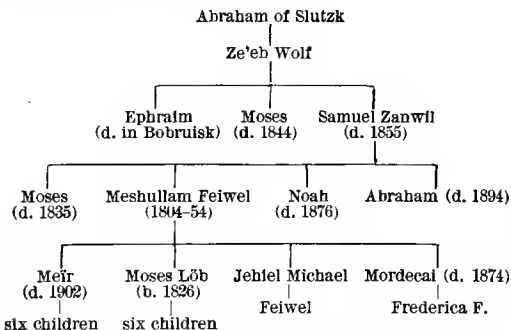 Abraham of Slutzk
Ze'eb Wolf
Ephraim Moses Samuel Zanwil
(d. in Bobruisk) (d. 1844) (d. 1855)
Moses Meshullam Feiwel Noah Abraham (d. 1894)
(d. 1835) (1804–54) (d. 1876)
Meïr Moses Löb Jehiel Michael Mordecai (d. 1874)
(d. 1902) (b. 1826) Feiwel Frederica F.
six children six children